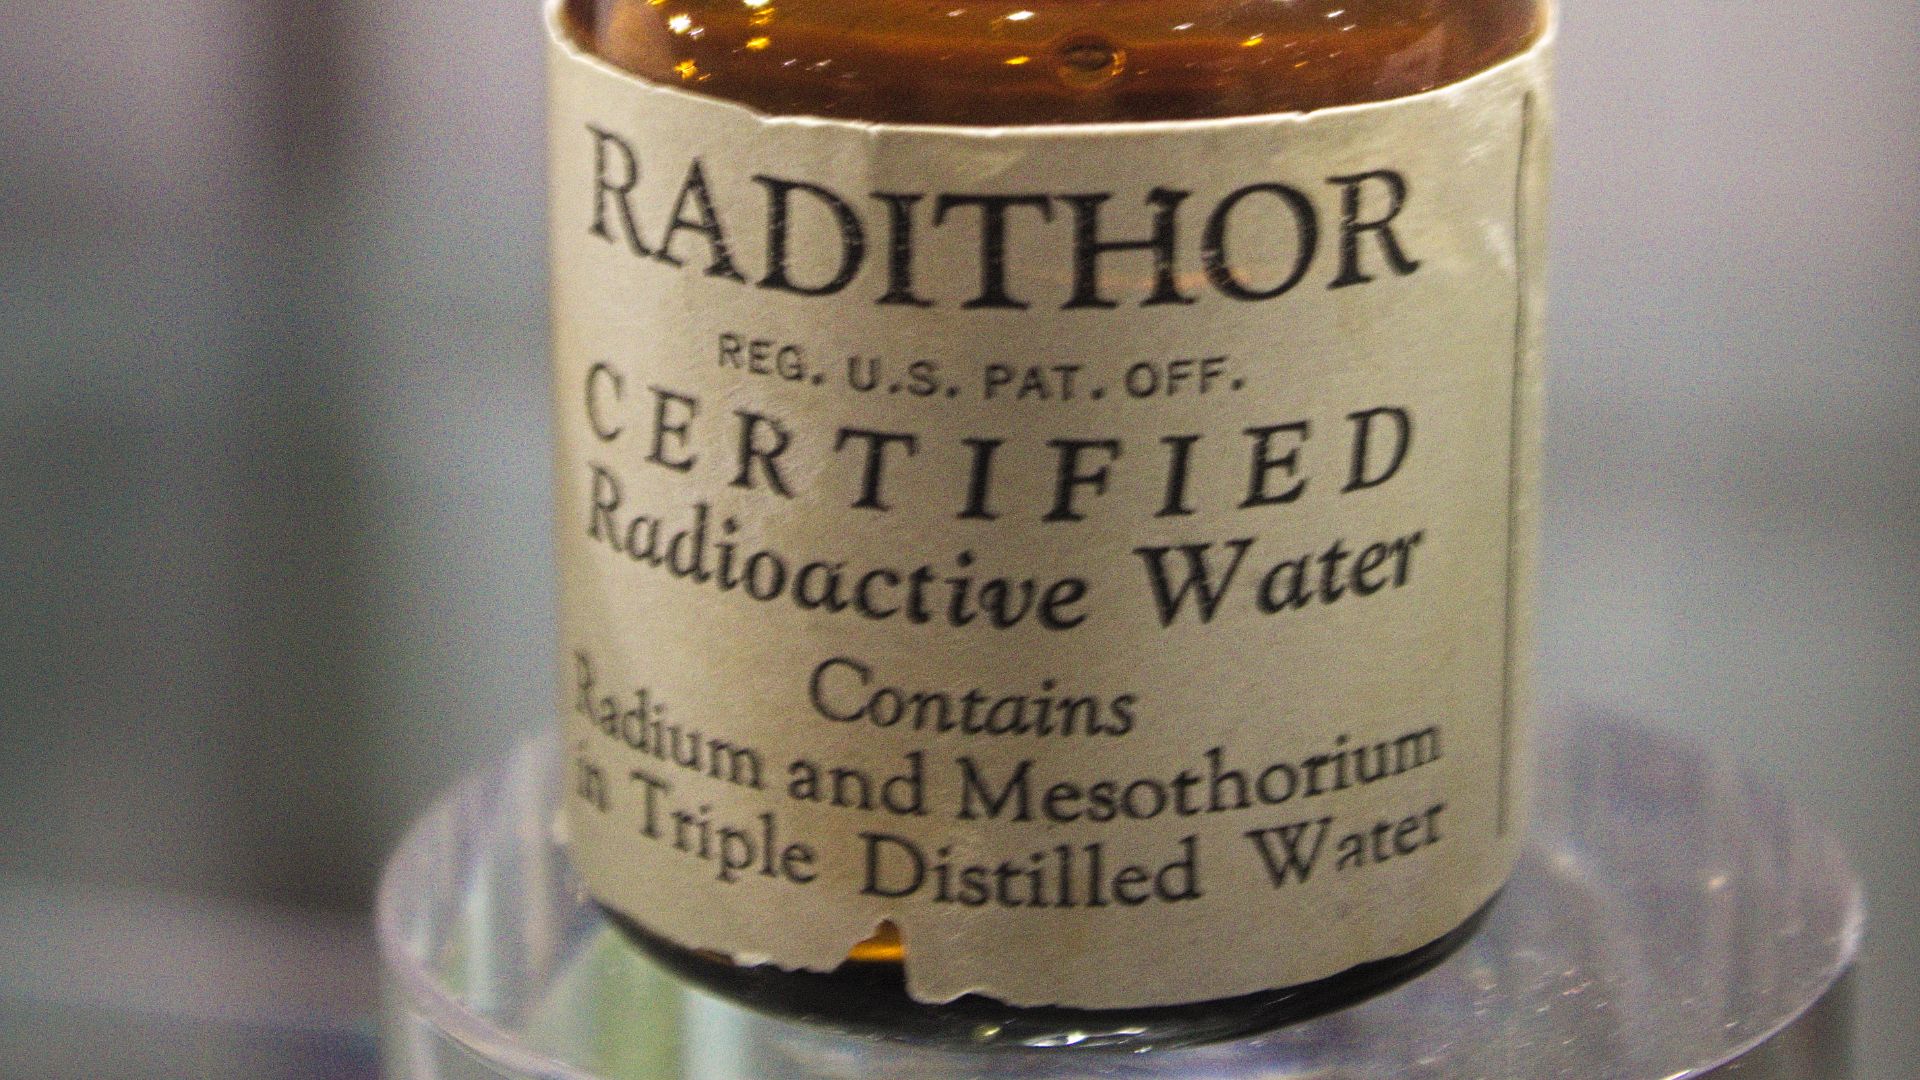 RADITHOR
REG. U.S. PAT. OFF.
CERTIFIED
Radioactive Water
Contains
Radium and Mesothorium
in Triple Distilled Water